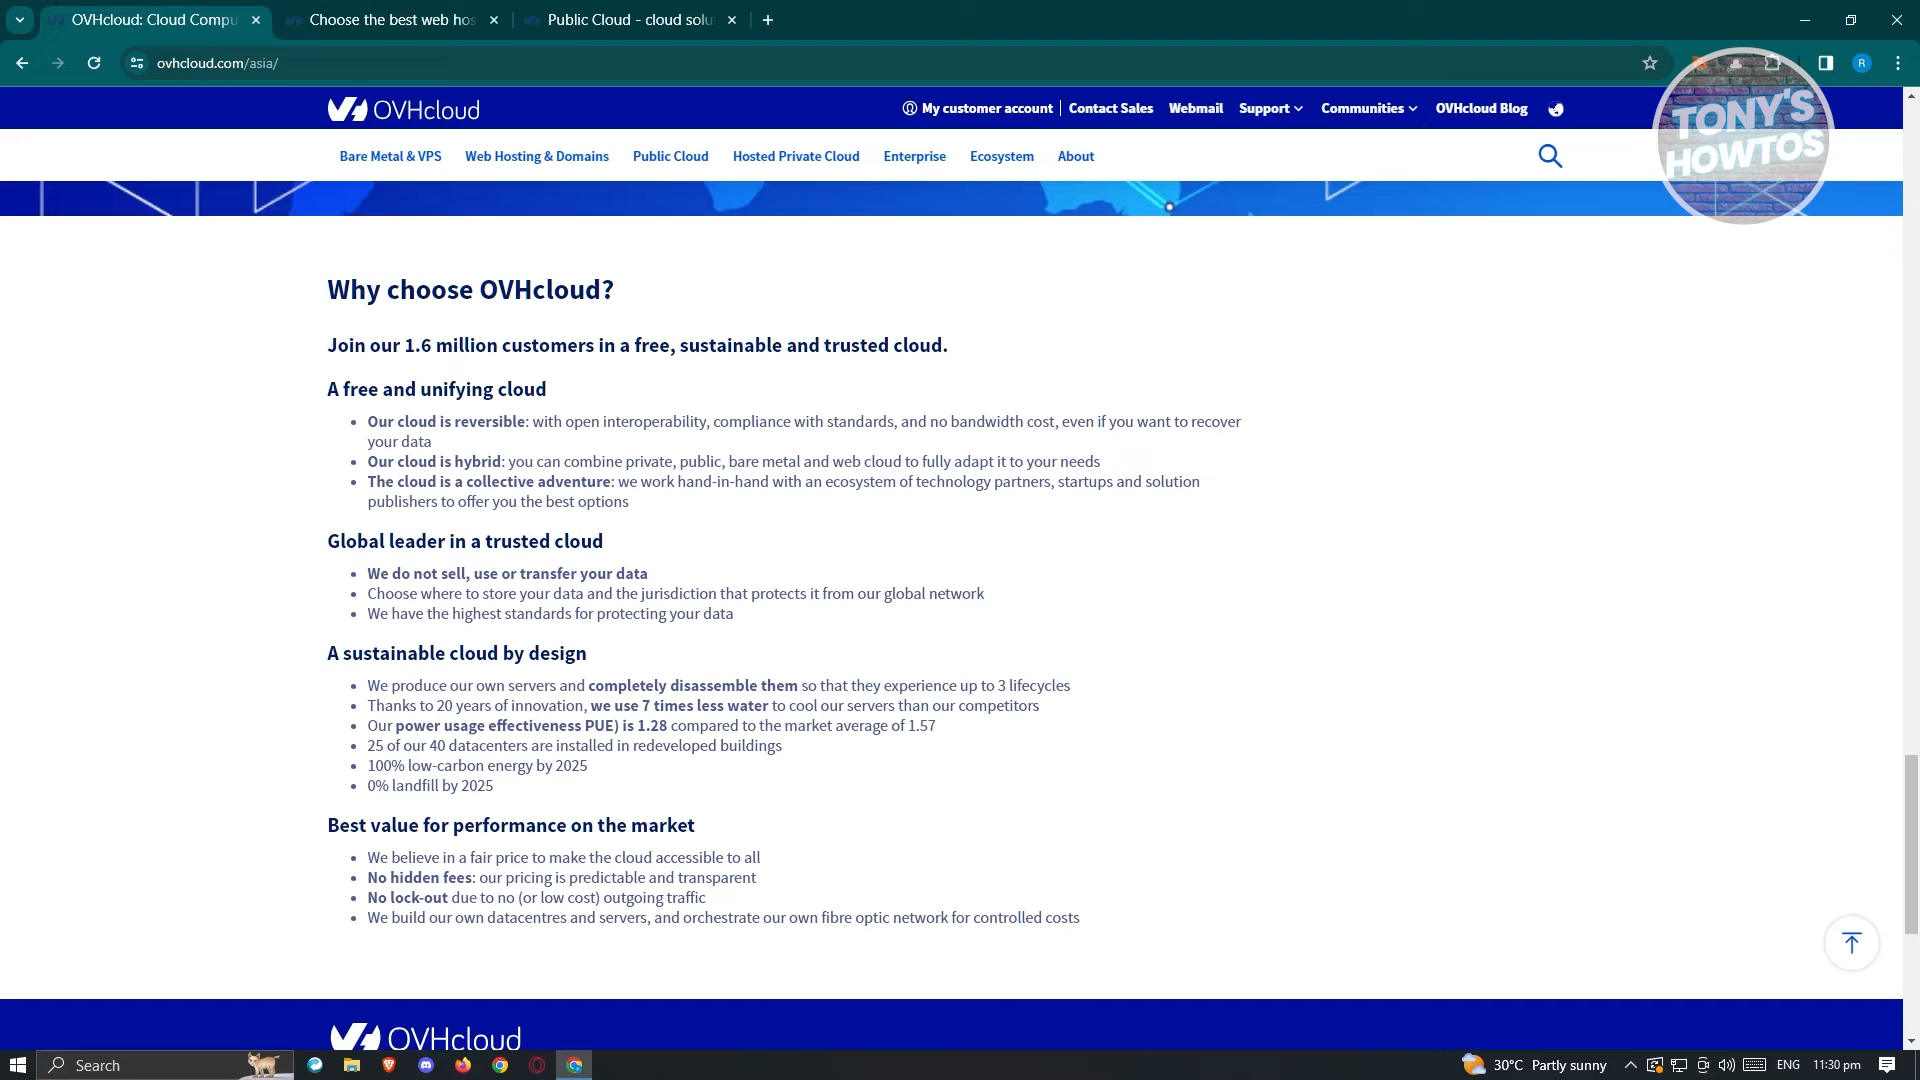 OVHcloud: Cloud Compu
Choose the best web hos
Public Cloud - cloud solu
ovhcloud.com/asia/
R
TONY'S
HOWTOS
OVHcloud
My customer account
Contact Sales
Webmail
Support
Communities
OVHcloud Blog
Bare Metal & VPS
Web Hosting & Domains
Public Cloud
Hosted Private Cloud
Enterprise
Ecosystem
About
Why choose OVHcloud?
Join our 1.6 million customers in a free, sustainable and trusted cloud.
A free and unifying cloud
Our cloud is reversible: with open interoperability, compliance with standards, and no bandwidth cost, even if you want to recover
your data
Our cloud is hybrid: you can combine private, public, bare metal and web cloud to fully adapt it to your needs
The cloud is a collective adventure: we work hand-in-hand with an ecosystem of technology partners, startups and solution
publishers to offer you the best options
Global leader in a trusted cloud
We do not sell, use or transfer your data
Choose where to store your data and the jurisdiction that protects it from our global network
We have the highest standards for protecting your data
A sustainable cloud by design
We produce our own servers and completely disassemble them so that they experience up to 3 lifecycles
Thanks to 20 years of innovation, we use 7 times less water to cool our servers than our competitors
Our power usage effectiveness PUE) is 1.28 compared to the market average of 1.57
25 of our 40 datacenters are installed in redeveloped buildings
100% low-carbon energy by 2025
0% landfill by 2025
Best value for performance on the market
We believe in a fair price to make the cloud accessible to all
No hidden fees: our pricing is predictable and transparent
No lock-out due to no (or low cost) outgoing traffic
We build our own datacentres and servers, and orchestrate our own fibre optic network for controlled costs
OVHcloud
Search
30°C Partly sunny
ENG
11:30 pm